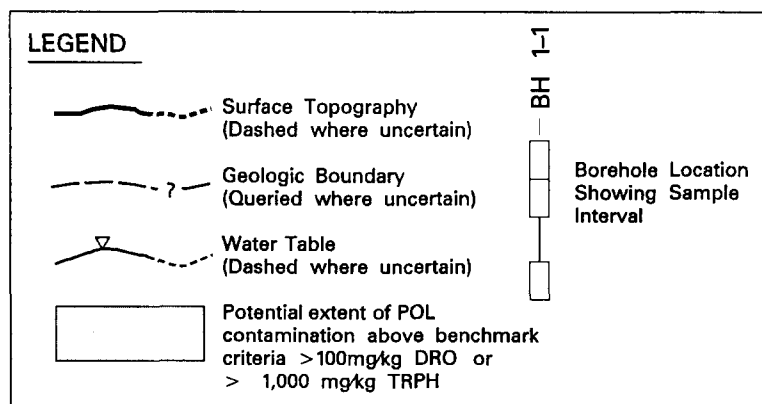 LEGEND
Surface Topography
(Dashed where uncertain)
?
Geologic Boundary
(Queried where uncertain)
Water Table
(Dashed where uncertain)
Potential extent of POL
contamination above benchmark
criteria >100mg/kg DRO or
> 1,000 mg/kg TRPH
BH 1-1
Borehole Location
Showing Sample
Interval